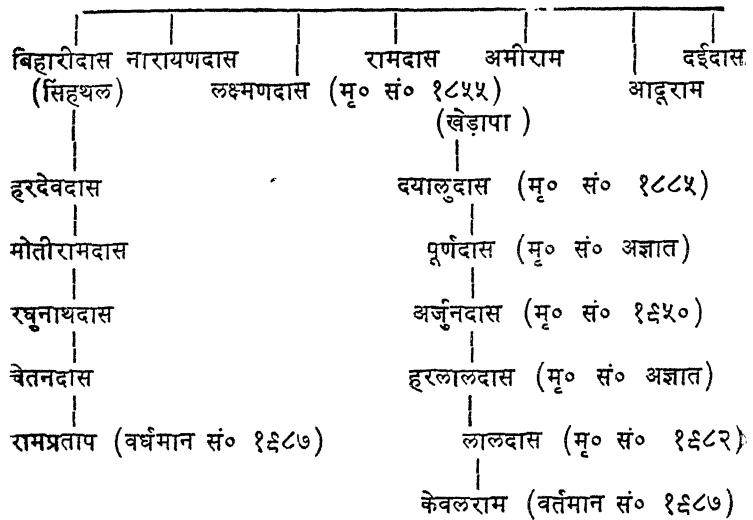 बिहारीदास नारायणदास रामदास अमीराम दईदास
(सिंहथल) लक्ष्मणदास (मृ० सं० १८५५) आदूराम
(खेड़ापा )
हरदेवदास दयालुदास (मृ० सं० १८८५)
मोतीरामदास पूर्णदास (मृ० सं० अज्ञात)
रघुनाथदास अर्जुनदास (मृ० सं० १९५०)
चेतनदास हरलालदास (मृ० सं० अज्ञात)
रामप्रताप (वर्धमान सं० १९८७) लालदास (मृ० सं० १९८२)
केवलराम (वर्तमान सं० १९८७)